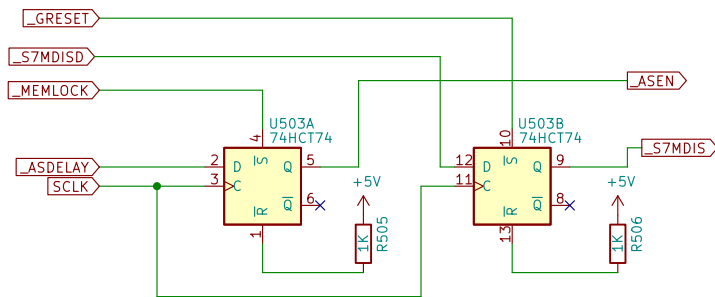 _GRESET
_S7MDISD
_MEMLOCK
_ASEN
U503A
74HCT74
U503B
74HCT74
4
10
_S7MDIS
_ASDELAY
2
D
S
Q
5
12
D
S
Q
9
SCLK
3
C
11
C
+5V
+5V
R
Q
6
R
Q
8
1
1K
R505
13
1K
R506